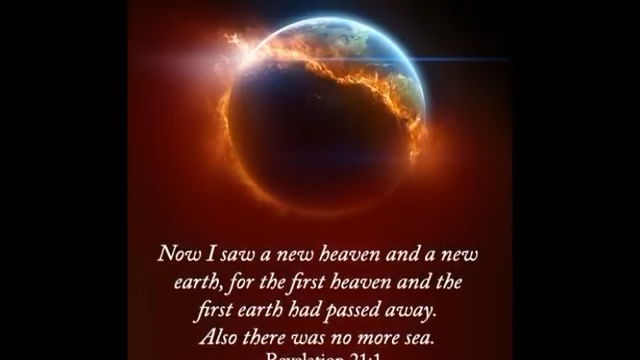 Now I saw a new heaven and a new
earth, for the first heaven and the
first earth had passed away.
Also there was no more sea.
Revelation 21:1